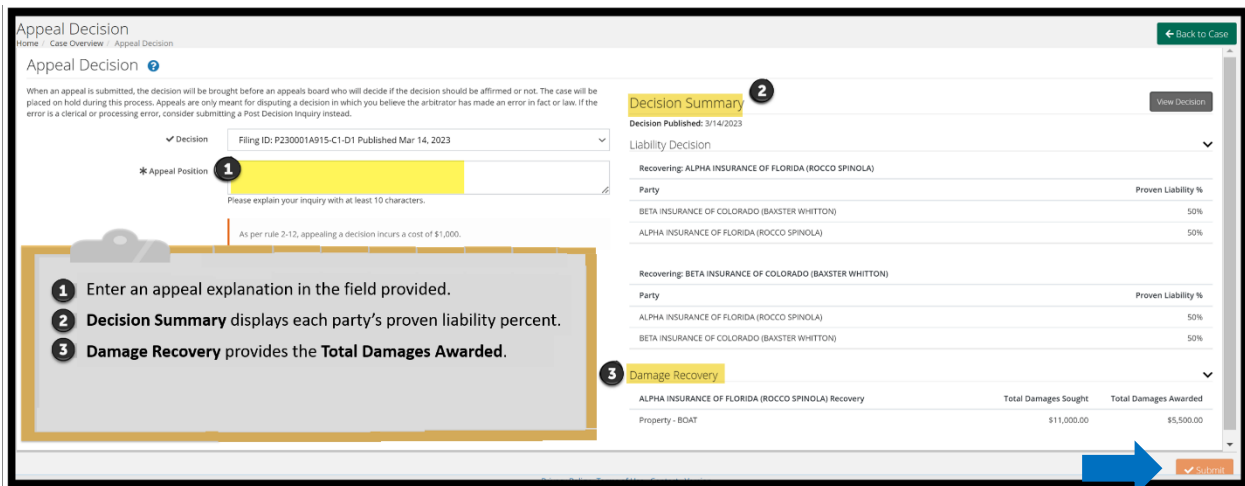 Appeal Decision
Home / Case Overview / Appeal Decision
← Back to Case
Appeal Decision ?
When an appeal is submitted, the decision will be brought before an appeals board who will decide if the decision should be affirmed or not. The case will be
placed on hold during this process. Appeals are only meant for disputing a decision in which you believe the arbitrator has made an error in fact or law. If the
error is a clerical or processing error, consider submitting a Post Decision Inquiry instead.
✓ Decision Filing ID: P230001A915-C1-D1 Published Mar 14, 2023
* Appeal Position 1
Please explain your inquiry with at least 10 characters.
As per rule 2-12, appealing a decision incurs a cost of $1,000.
1 Enter an appeal explanation in the field provided.
2 Decision Summary displays each party's proven liability percent.
3 Damage Recovery provides the Total Damages Awarded.
Decision Summary 2
View Decision
Decision Published: 3/14/2023
Liability Decision
Recovering: ALPHA INSURANCE OF FLORIDA (ROCCO SPINOLA)
Party Proven Liability %
BETA INSURANCE OF COLORADO (BAXSTER WHITTON) 50%
ALPHA INSURANCE OF FLORIDA (ROCCO SPINOLA) 50%
Recovering: BETA INSURANCE OF COLORADO (BAXSTER WHITTON)
Party Proven Liability %
ALPHA INSURANCE OF FLORIDA (ROCCO SPINOLA) 50%
BETA INSURANCE OF COLORADO (BAXSTER WHITTON) 50%
3 Damage Recovery
ALPHA INSURANCE OF FLORIDA (ROCCO SPINOLA) Recovery Total Damages Sought Total Damages Awarded
Property - BOAT $11,000.00 $5,500.00
✓ Submit